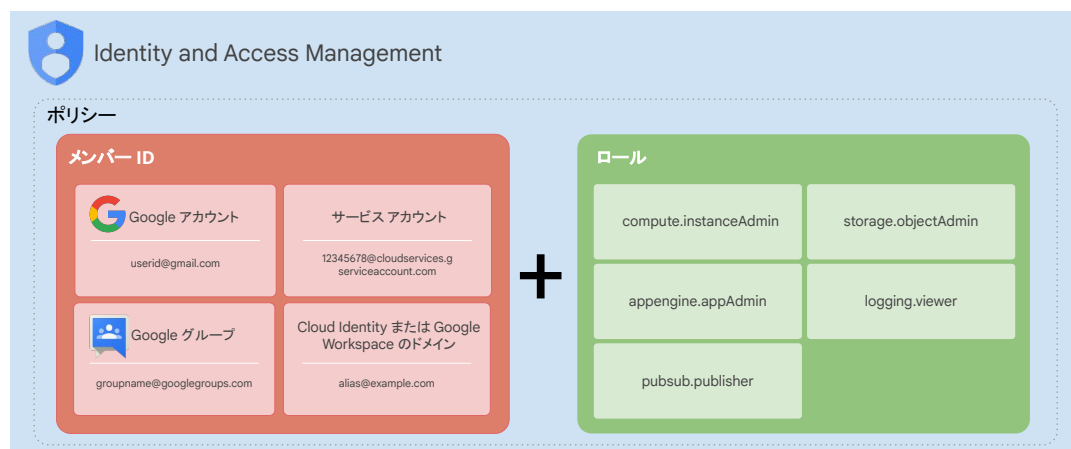 Identity and Access Management
ポリシー
メンバー ID
Google アカウント
userid@gmail.com
サービス アカウント
12345678@cloudservices.g
serviceaccount.com
Google グループ
groupname@googlegroups.com
Cloud Identity または Google
Workspace のドメイン
alias@example.com
+
ロール
compute.instanceAdmin
storage.objectAdmin
appengine.appAdmin
logging.viewer
pubsub.publisher